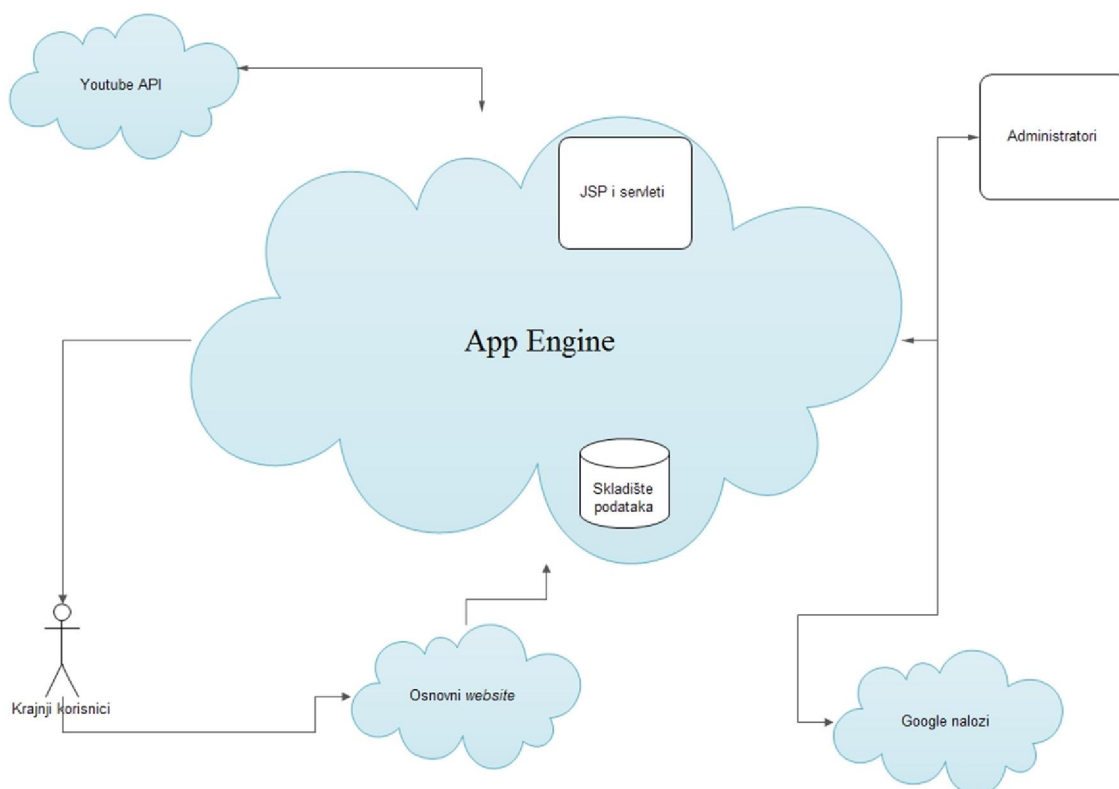 Youtube API
Administratori
JSP i servleti
App Engine
Skladište
podataka
Krajnji korisnici
Osnovni website
Google nalozi